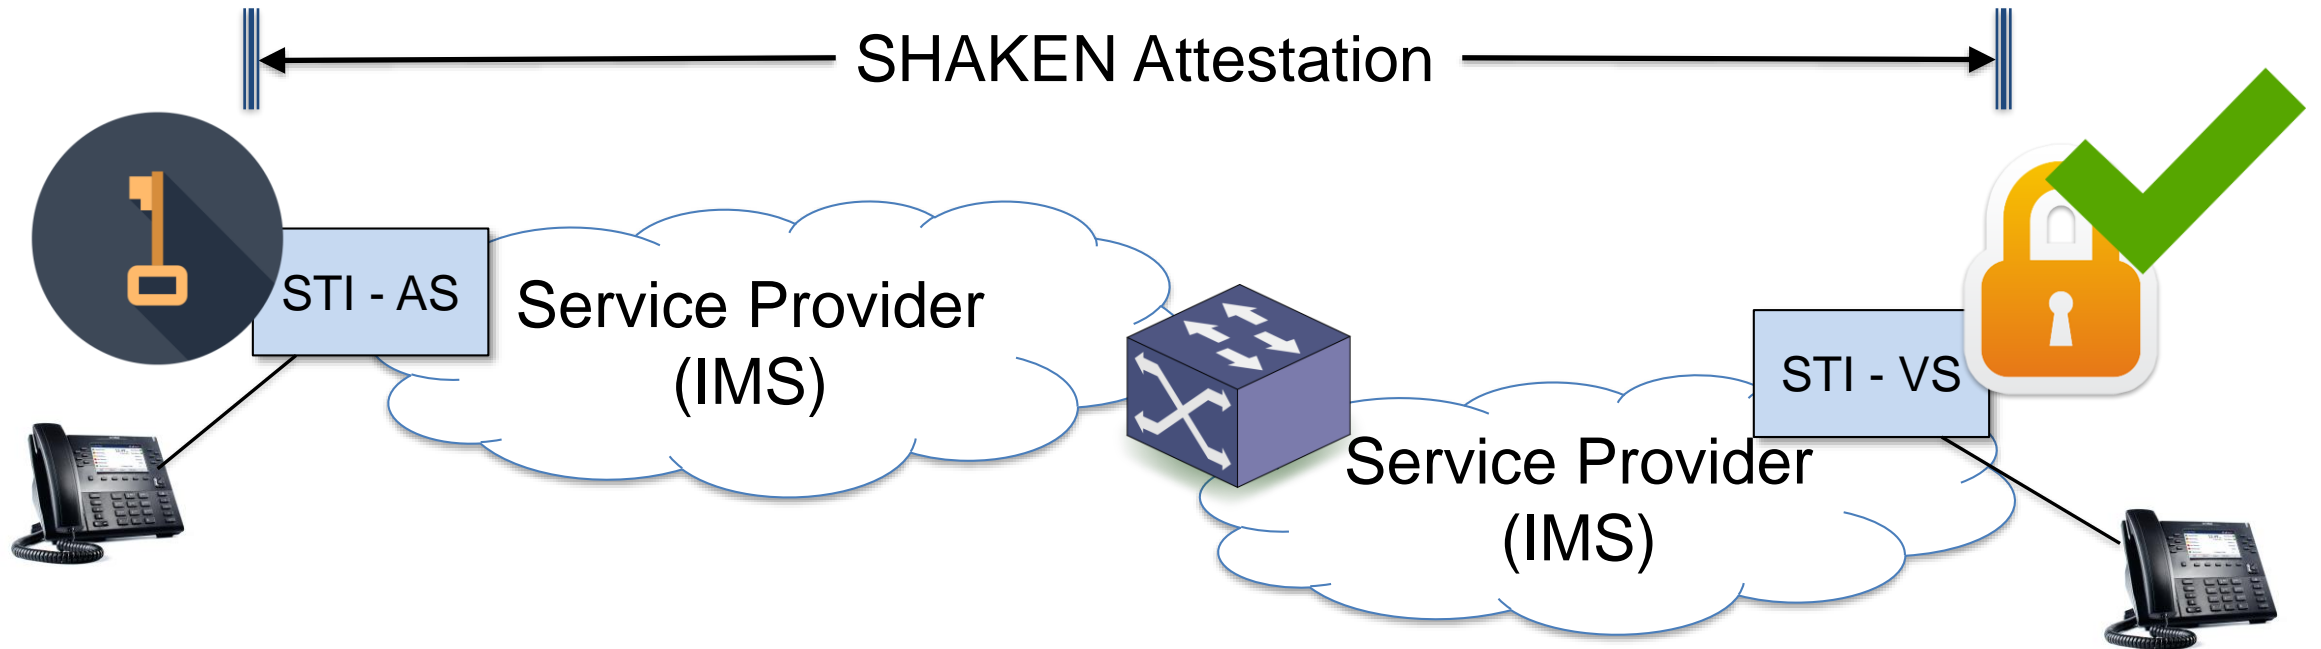 SHAKEN Attestation
STI - AS
Service Provider
(IMS)
STI - VS
Service Provider
(IMS)